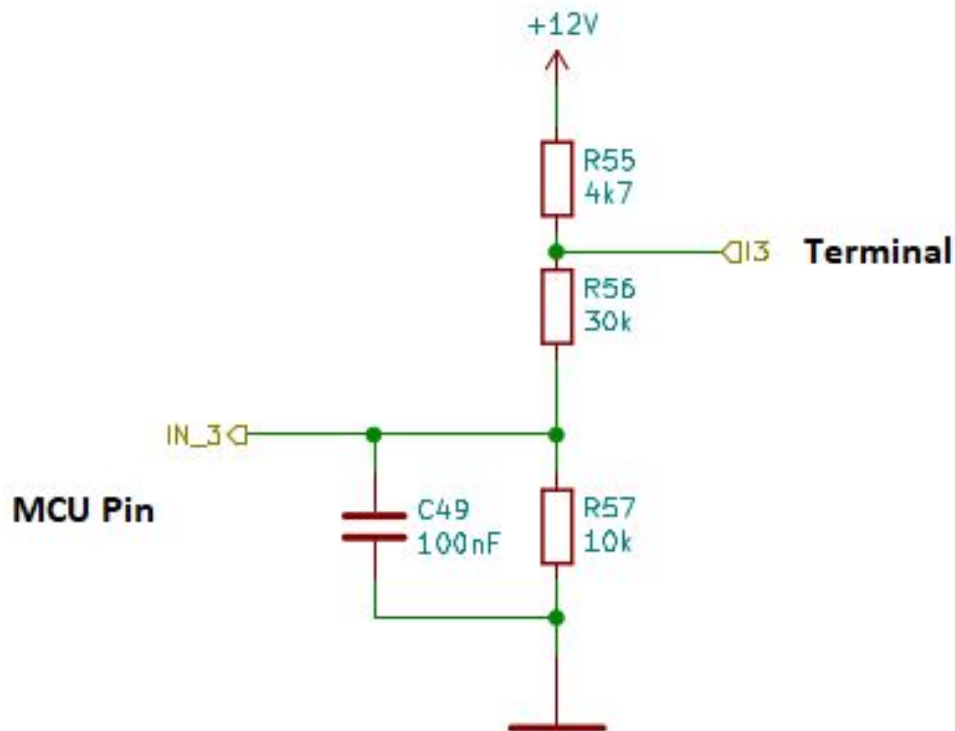 +12V
R55
4k7
I3 Terminal
R56
30k
IN_3
MCU Pin
C49
100nF
R57
10k